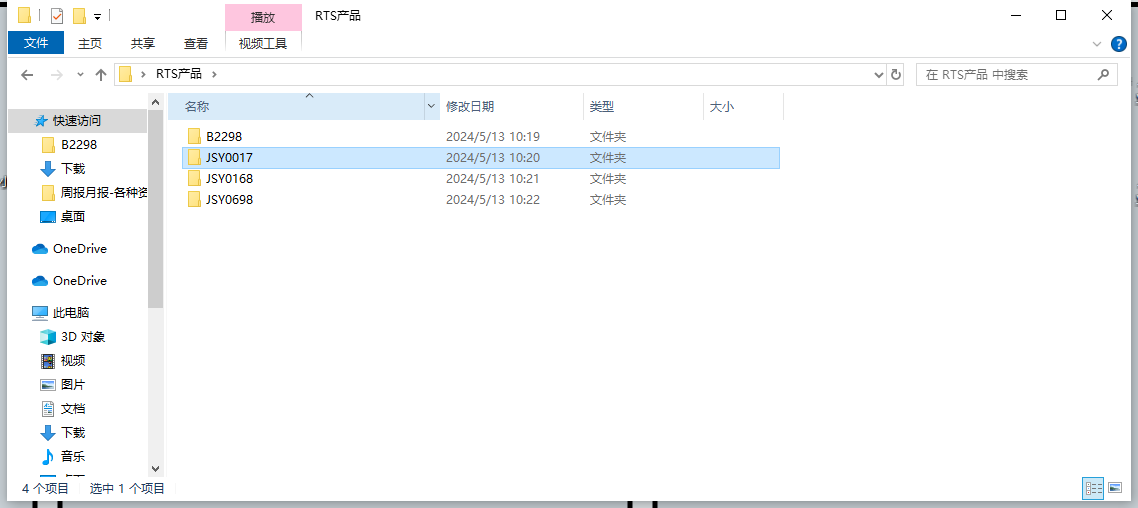 播放
RTS产品
文件
主页
共享
查看
视频工具
RTS产品
在 RTS产品 中搜索
名称
修改日期
类型
大小
快速访问
B2298
下载
周报月报-各种资
桌面
OneDrive
OneDrive
此电脑
3D 对象
视频
图片
文档
下载
音乐
B2298 2024/5/13 10:19 文件夹
JSY0017 2024/5/13 10:20 文件夹
JSY0168 2024/5/13 10:21 文件夹
JSY0698 2024/5/13 10:22 文件夹
4 个项目
选中 1 个项目